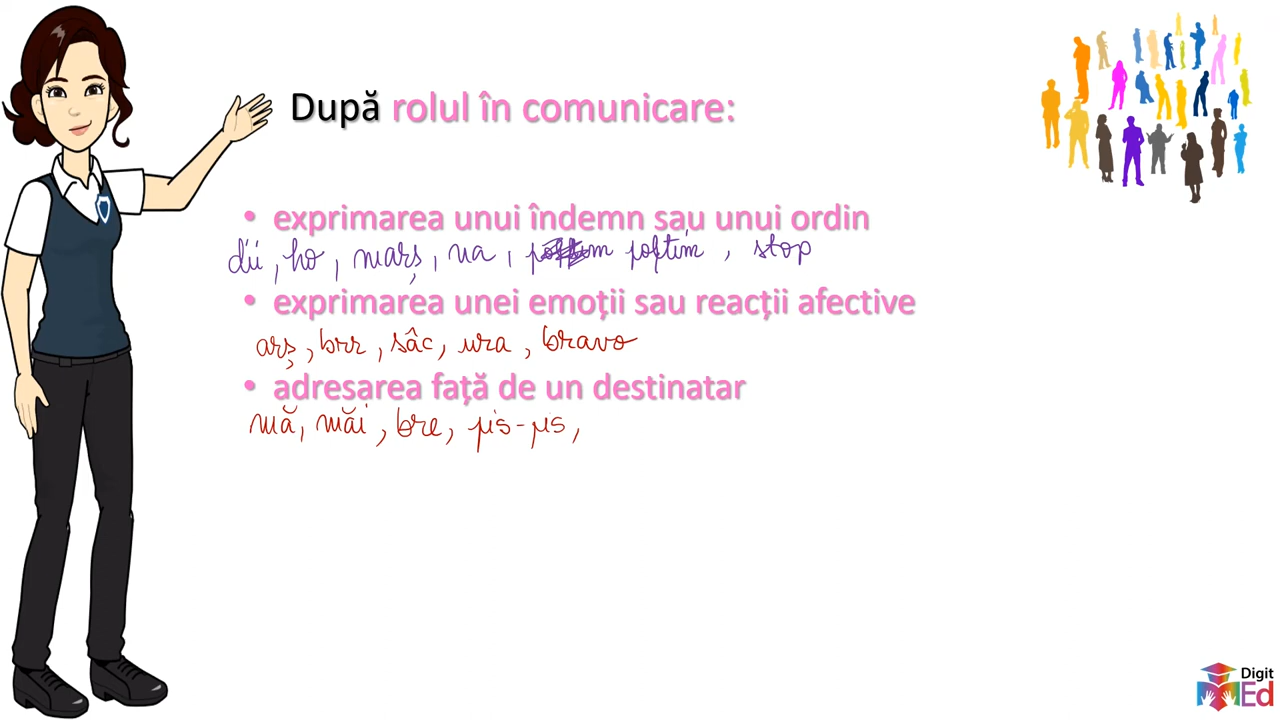 După rolul în comunicare:
• exprimarea unui îndemn sau unui ordin
dii, ho, marș, na, poftim, stop
• exprimarea unei emoții sau reacții afective
arș, brr, sâc, ura, bravo
• adresarea față de un destinatar
mă, măi, bre, pis-pis,
Digit
Ed